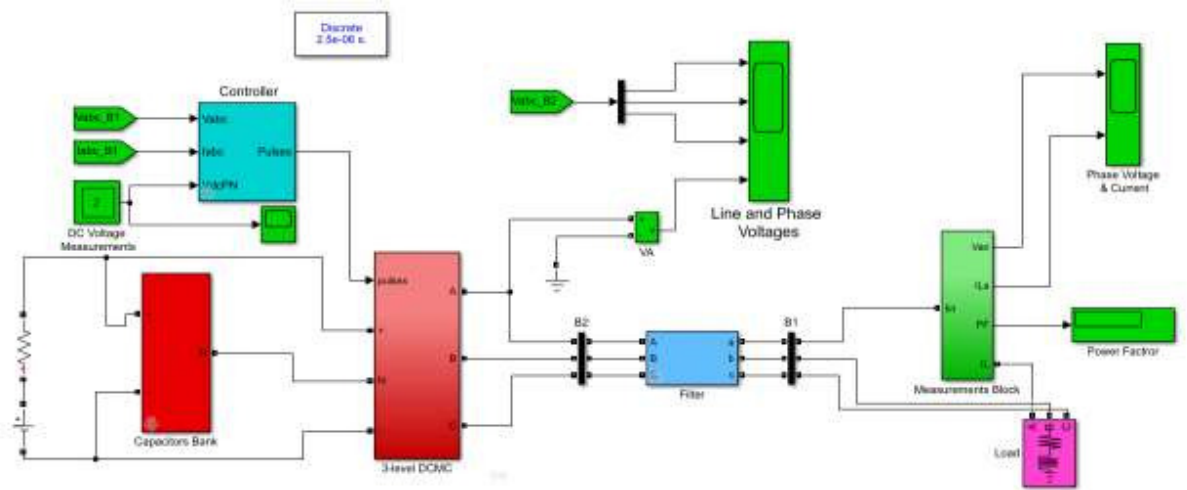 Discrete
2.5e-06 s.
Controller
Vabc_B1
Iabc_B1
Vabc
Iabc
VdcPN
Pulses
2
DC Voltage
Measurements
Vabc_B2
Line and Phase
Voltages
VA
Phase Voltage
& Current
pulses
+
N
A
B
C
N
Capacitors Bank
3-level DCMC
B2
A
B
C
a
b
c
Filter
B1
Van
ILa
PF
Measurements Block
Power Factror
Load
A
B
C